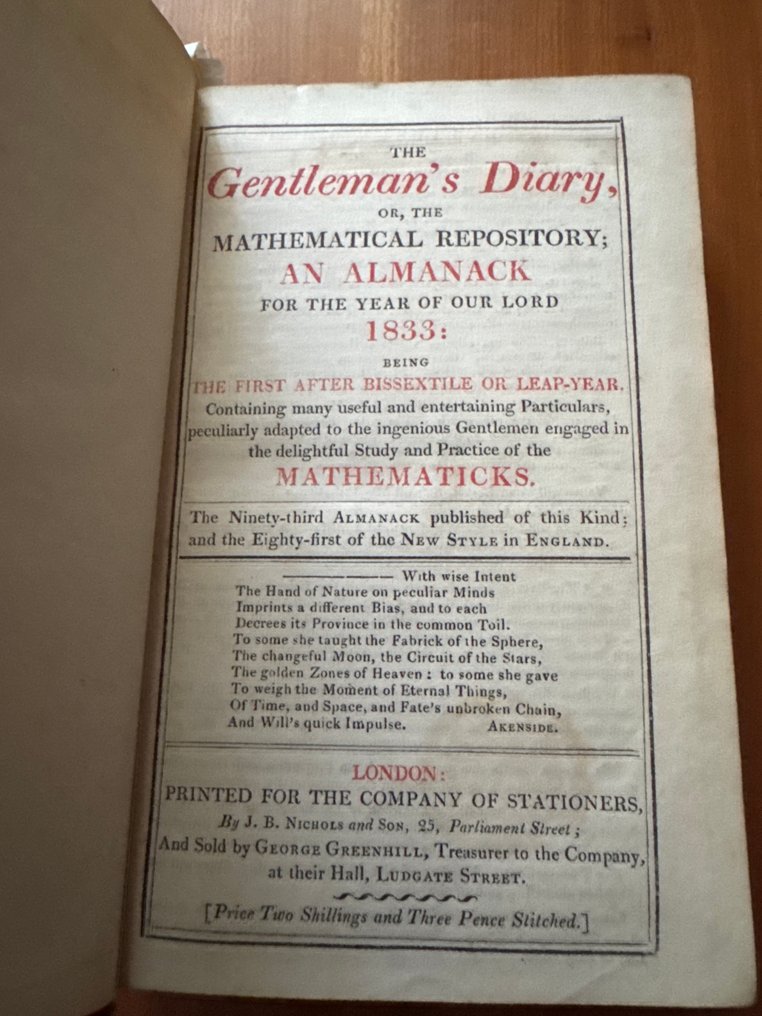 THE
Gentleman's Diary,
OR, THE
MATHEMATICAL REPOSITORY;
AN ALMANACK
FOR THE YEAR OF OUR LORD
1833:
BEING
THE FIRST AFTER BISSEXTILE OR LEAP-YEAR.
Containing many useful and entertaining Particulars,
peculiarly adapted to the ingenious Gentlemen engaged in
the delightful Study and Practice of the
MATHEMATICKS.
The Ninety-third ALMANACK published of this Kind;
and the Eighty-first of the NEW STYLE in ENGLAND.
———— With wise Intent
The Hand of Nature on peculiar Minds
Imprints a different Bias, and to each
Decrees its Province in the common Toil.
To some she taught the Fabrick of the Sphere,
The changeful Moon, the Circuit of the Stars,
The golden Zones of Heaven: to some she gave
To weigh the Moment of Eternal Things,
Of Time, and Space, and Fate's unbroken Chain,
And Will's quick Impulse. AKENSIDE.
LONDON:
PRINTED FOR THE COMPANY OF STATIONERS,
By J. B. NICHOLS and SON, 25, Parliament Street;
And Sold by GEORGE GREENHILL, Treasurer to the Company,
at their Hall, LUDGATE STREET.
[Price Two Shillings and Three Pence Stitched.]